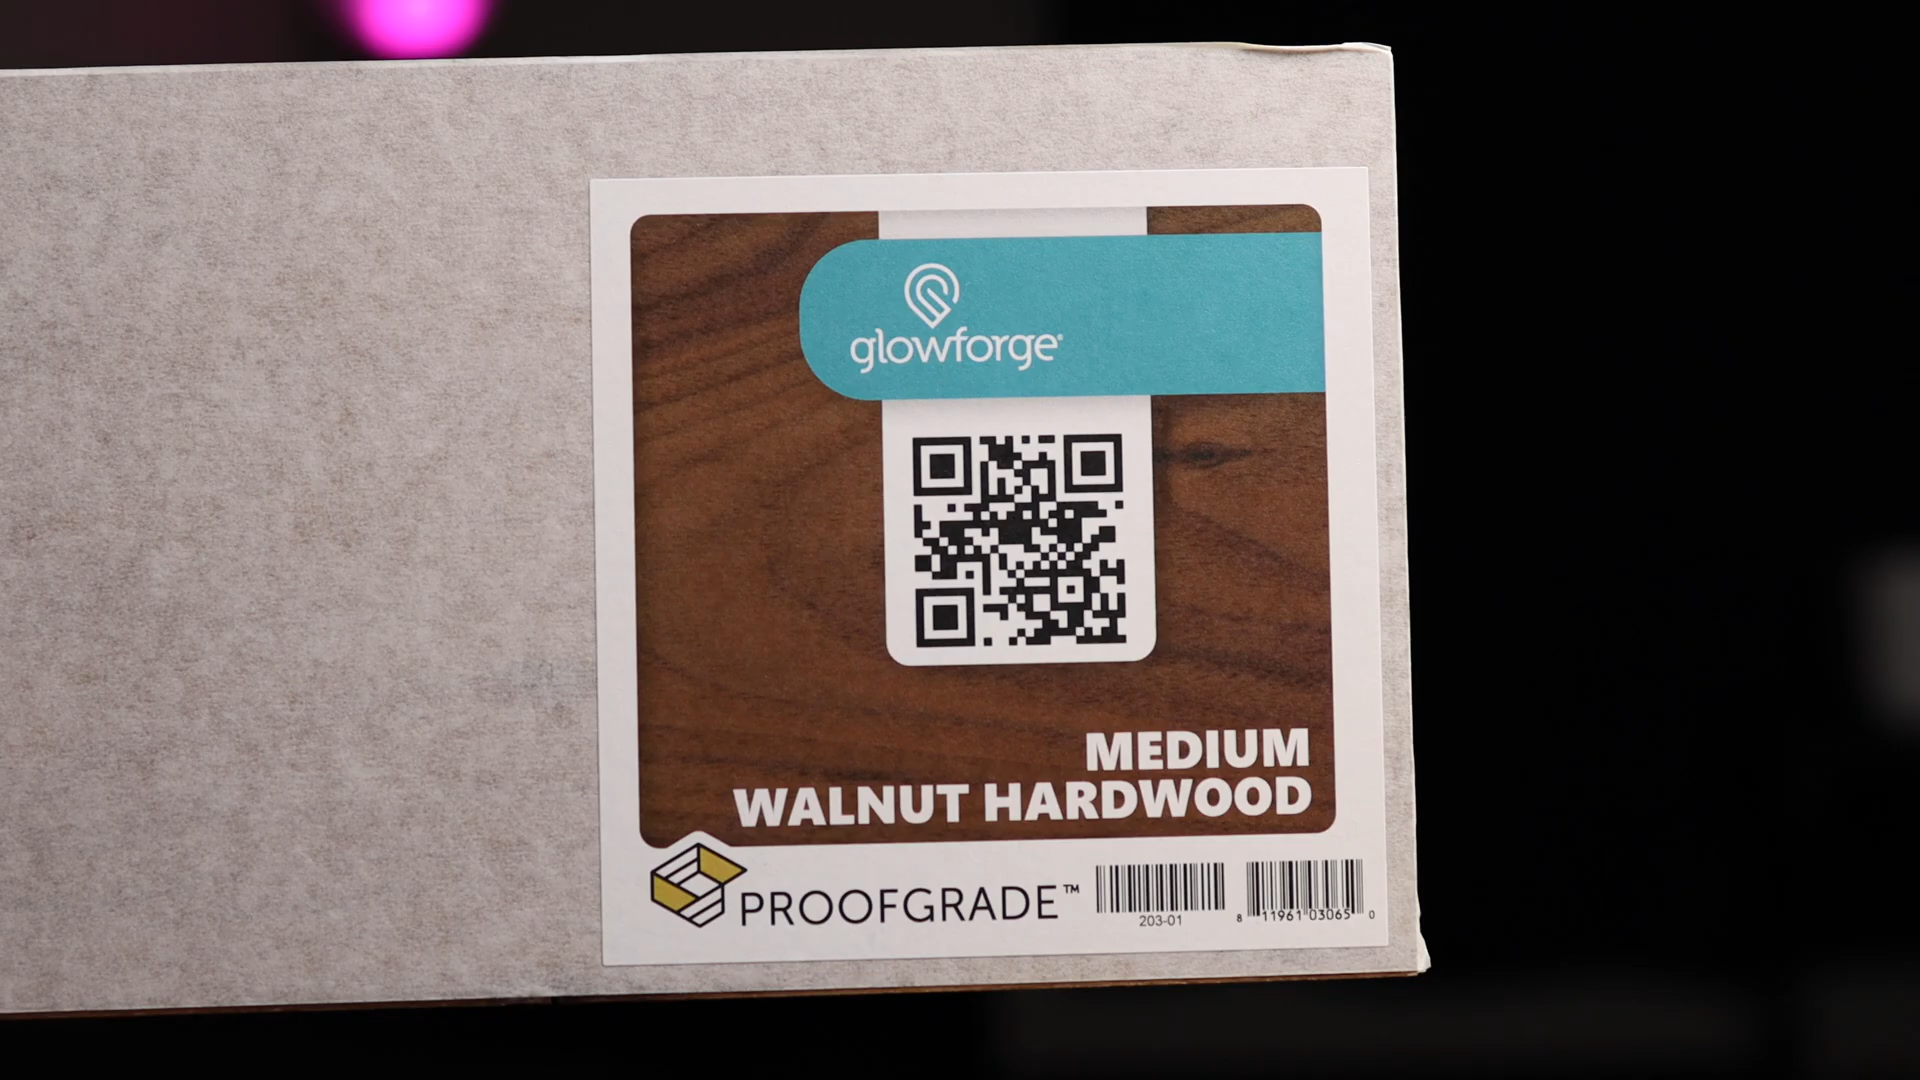 glowforge®
MEDIUM
WALNUT HARDWOOD
PROOFGRADE™
203-01
8 11961 03065 0